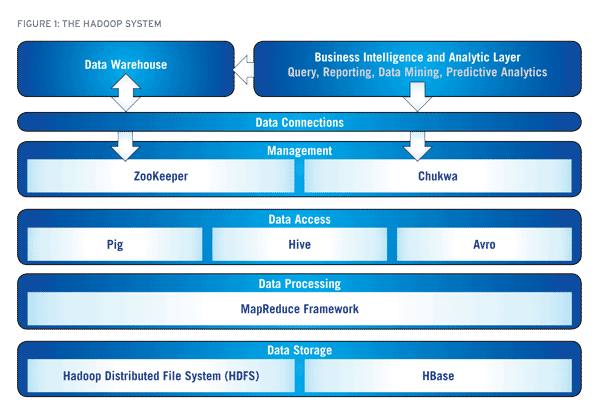 FIGURE 1: THE HADOOP SYSTEM
Data Warehouse
Business Intelligence and Analytic Layer
Query, Reporting, Data Mining, Predictive Analytics
Data Connections
Management
ZooKeeper
Chukwa
Data Access
Pig
Hive
Avro
Data Processing
MapReduce Framework
Data Storage
Hadoop Distributed File System (HDFS)
HBase